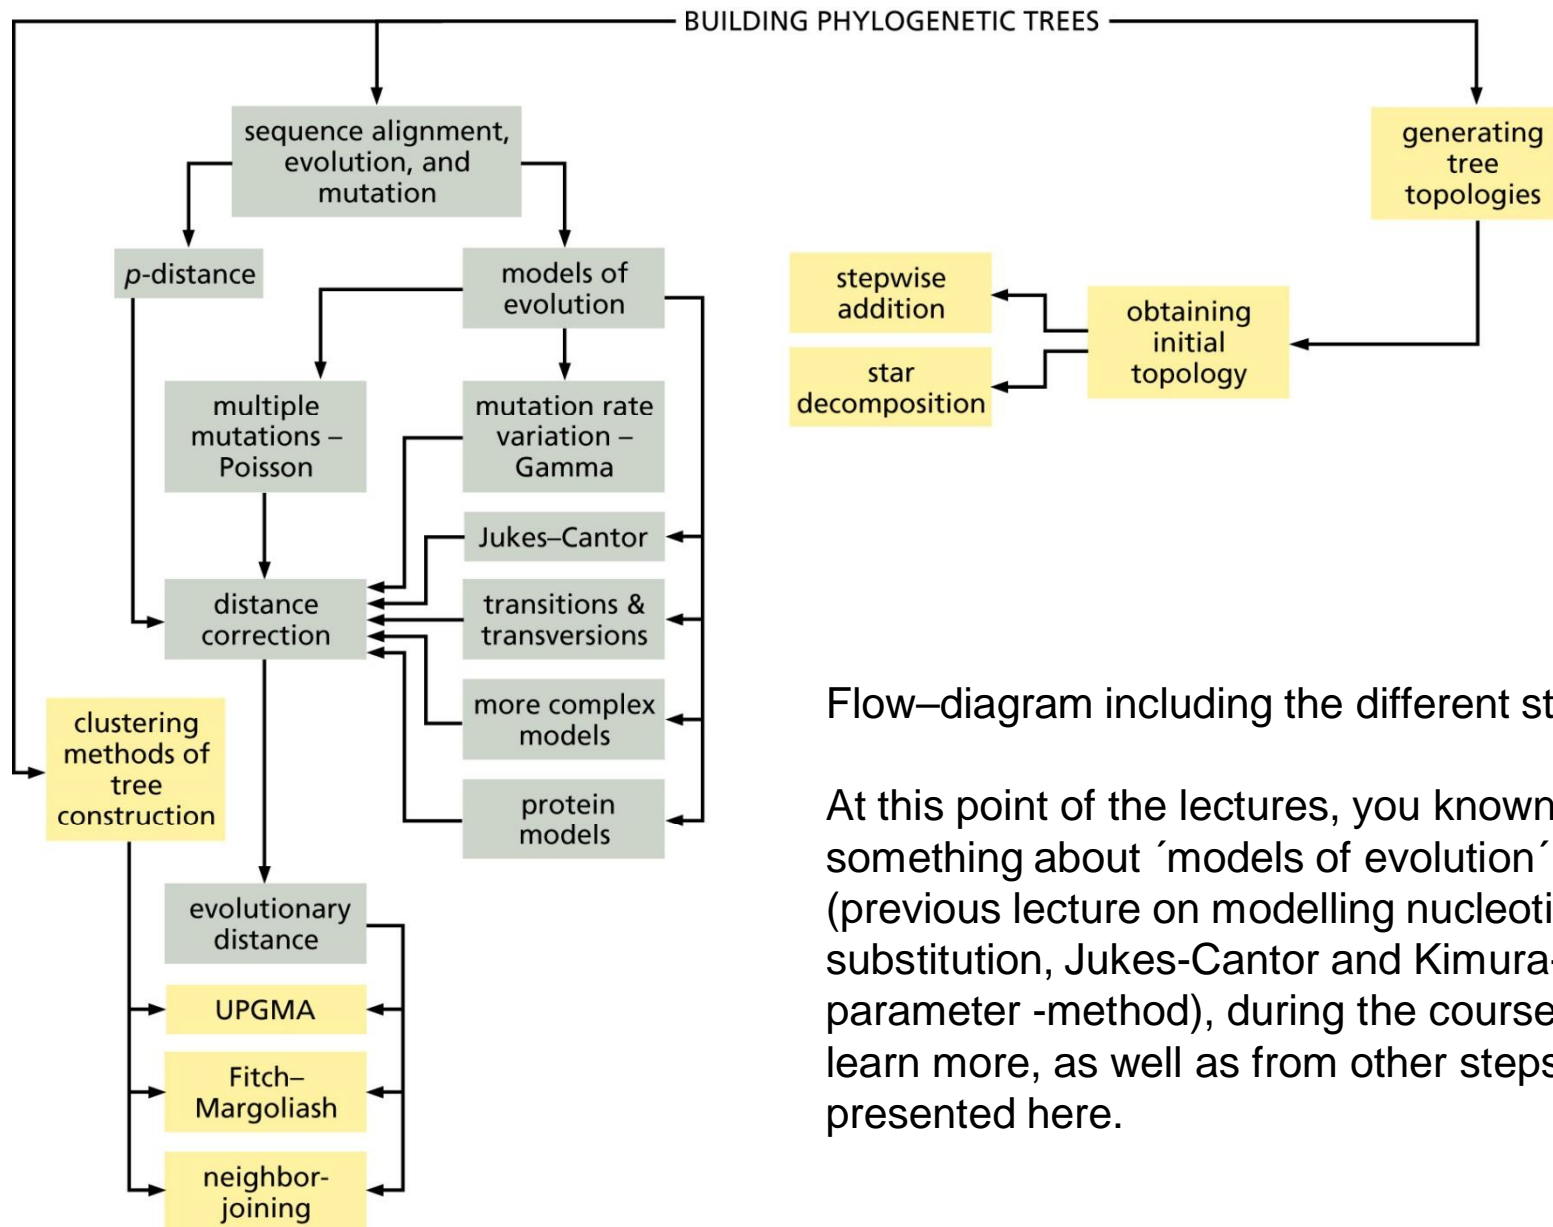 BUILDING PHYLOGENETIC TREES
sequence alignment,
evolution, and
mutation
generating
tree
topologies
p-distance
models of
evolution
stepwise
addition
obtaining
initial
topology
star
decomposition
multiple
mutations –
Poisson
mutation rate
variation –
Gamma
Jukes–Cantor
distance
correction
transitions &
transversions
more complex
models
clustering
methods of
tree
construction
protein
models
evolutionary
distance
UPGMA
Fitch–
Margoliash
neighbor-
joining
Flow–diagram including the different
At this point of the lectures, you known
something about ´models of evolution´
(previous lecture on modelling
substitution, Jukes-Cantor and
parameter -method), during the course
learn more, as well as from other steps
presented here.